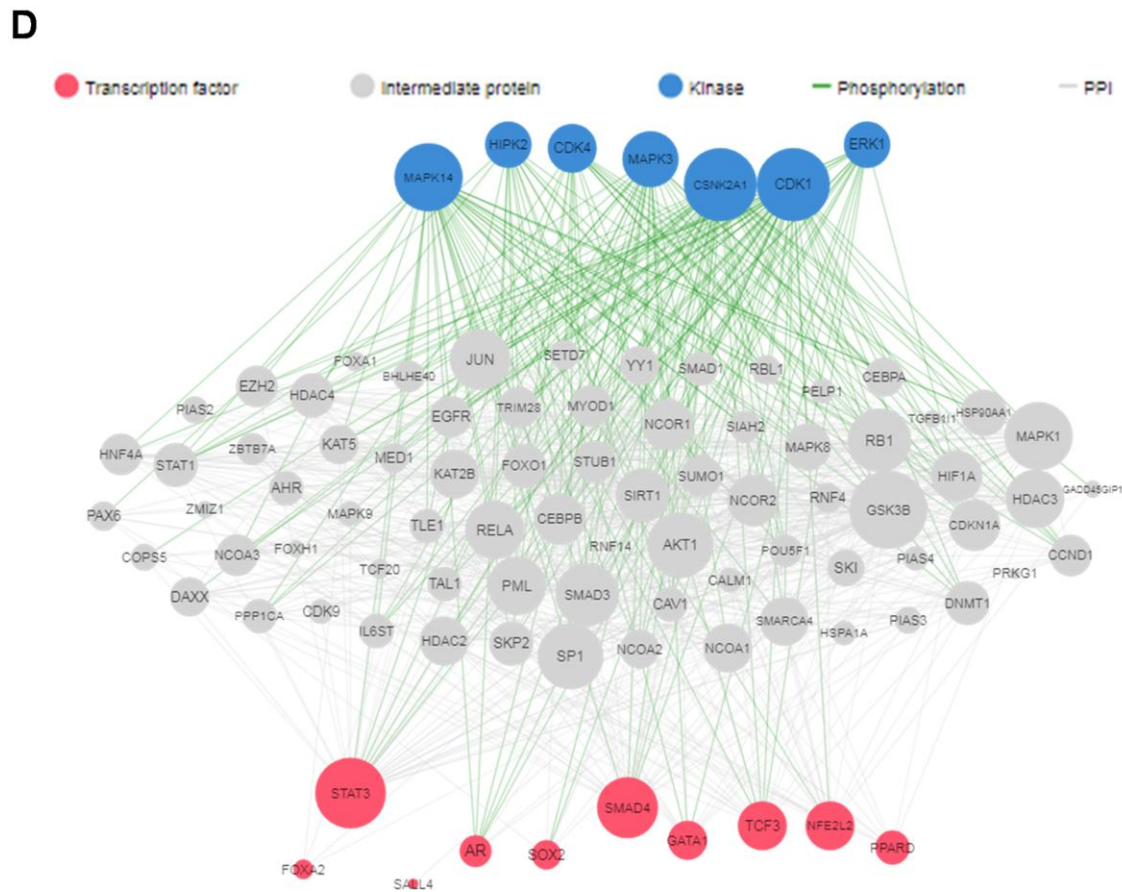 D
Transcription factor Intermediate protein Kinase Phosphorylation PPI
HIPK2 CDK4 MAPK3 ERK1
MAPK14 CSNK2A1 CDK1
FOXA1 JUN SETD7 YY1 SMAD1 RBL1
BHLHE40 CEBPA
EZH2 HDAC4 PELP1
PIAS2 EGFR TRIM28 MYOD1 NCOR1 SIAH2 TGFB1I1 HSP90AA1
HNF4A ZBTB7A KAT5 MAPK8 RB1 MAPK1
STAT1 MED1 KAT2B FOXO1 STUB1 SUMO1 HIF1A
AHR SIRT1 NCOR2 RNF4 HDAC3 GADD45GIP1
PAX6 ZMIZ1 MAPK9 TLE1 RELA CEBPB GSK3B CDKN1A
COPS5 NCOA3 FOXH1 RNF14 AKT1 POU5F1 PIAS4 CCND1
TCF20 TAL1 PML CALM1 SKI PRKG1
DAXX PPP1CA CDK9 SMAD3 CAV1 DNMT1
IL6ST HDAC2 SKP2 SMARCA4 HSPA1A PIAS3
SP1 NCOA2 NCOA1
STAT3 SMAD4
GATA1 TCF3 NFE2L2
FOXA2 AR SOX2 PPARD
SALL4